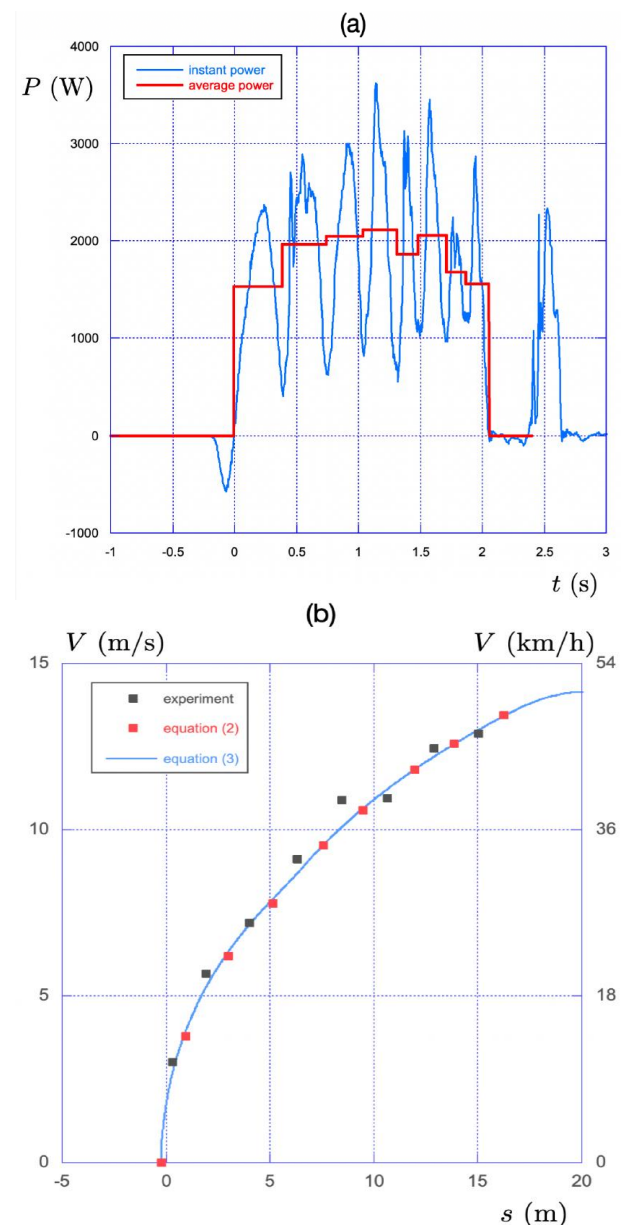 (a)
4000
P (W)
instant power
average power
3000
2000
1000
0
-1000
-1 -0.5 0 0.5 1 1.5 2 2.5 3
t (s)
(b)
V (m/s) V (km/h)
15 54
experiment
equation (2)
equation (3)
10 36
5 18
0 0
-5 0 5 10 15 20
s (m)